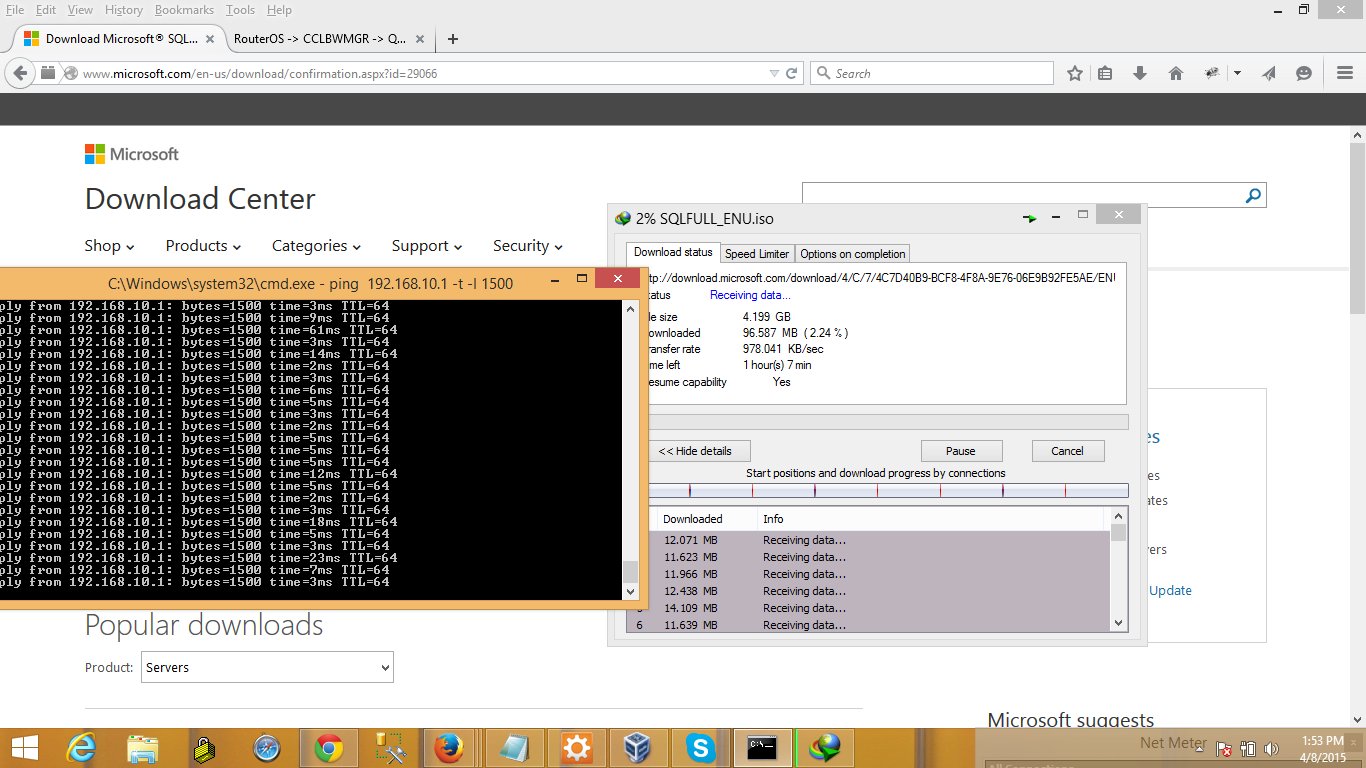 File Edit View History Bookmarks Tools Help
Download Microsoft® SQL... RouterOS -> CCLBWMGR -> Q...
www.microsoft.com/en-us/download/confirmation.aspx?id=29066
Search
Microsoft
Download Center
Shop Products Categories Support Security
2% SQLFULL_ENU.iso
Download status Speed Limiter Options on completion
ttp://download.microsoft.com/download/4/C/7/4C7D40B9-BCF8-4F8A-9E76-06E9B92FE5AE/ENU
tatus Receiving data...
le size 4.199 GB
ownloaded 96.587 MB ( 2.24 % )
ransfer rate 978.041 KB/sec
me left 1 hour(s) 7 min
esume capability Yes
<< Hide details Pause Cancel
Start positions and download progress by connections
Downloaded Info
12.071 MB Receiving data...
11.623 MB Receiving data...
11.966 MB Receiving data...
12.438 MB Receiving data...
5 14.109 MB Receiving data...
6 11.639 MB Receiving data...
C:\Windows\system32\cmd.exe - ping 192.168.10.1 -t -l 1500
ply from 192.168.10.1: bytes=1500 time=3ms TTL=64
ply from 192.168.10.1: bytes=1500 time=9ms TTL=64
ply from 192.168.10.1: bytes=1500 time=61ms TTL=64
ply from 192.168.10.1: bytes=1500 time=3ms TTL=64
ply from 192.168.10.1: bytes=1500 time=14ms TTL=64
ply from 192.168.10.1: bytes=1500 time=2ms TTL=64
ply from 192.168.10.1: bytes=1500 time=3ms TTL=64
ply from 192.168.10.1: bytes=1500 time=6ms TTL=64
ply from 192.168.10.1: bytes=1500 time=5ms TTL=64
ply from 192.168.10.1: bytes=1500 time=3ms TTL=64
ply from 192.168.10.1: bytes=1500 time=2ms TTL=64
ply from 192.168.10.1: bytes=1500 time=5ms TTL=64
ply from 192.168.10.1: bytes=1500 time=5ms TTL=64
ply from 192.168.10.1: bytes=1500 time=5ms TTL=64
ply from 192.168.10.1: bytes=1500 time=12ms TTL=64
ply from 192.168.10.1: bytes=1500 time=5ms TTL=64
ply from 192.168.10.1: bytes=1500 time=2ms TTL=64
ply from 192.168.10.1: bytes=1500 time=3ms TTL=64
ply from 192.168.10.1: bytes=1500 time=18ms TTL=64
ply from 192.168.10.1: bytes=1500 time=5ms TTL=64
ply from 192.168.10.1: bytes=1500 time=3ms TTL=64
ply from 192.168.10.1: bytes=1500 time=23ms TTL=64
ply from 192.168.10.1: bytes=1500 time=7ms TTL=64
ply from 192.168.10.1: bytes=1500 time=3ms TTL=64
es
es
ates
vers
Update
Popular downloads
Product: Servers
Microsoft suggests
Net Meter
All Connections
1:53 PM
4/8/2015